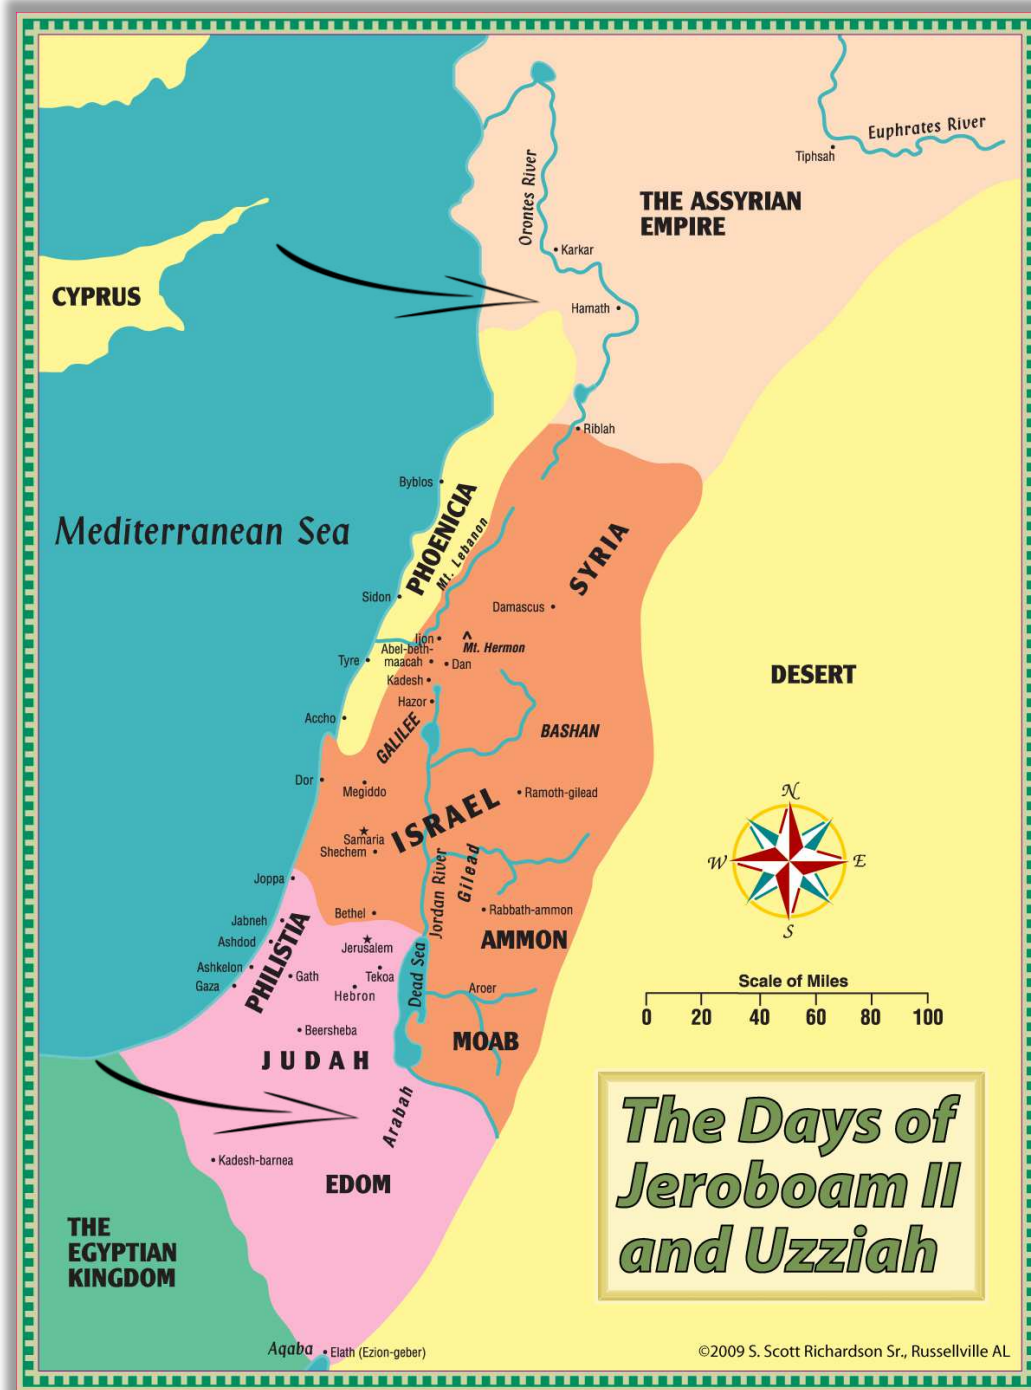 Euphrates River
Tiphsah
Orontes River
THE ASSYRIAN
EMPIRE
Karkar
CYPRUS
Hamath
Riblah
Byblos
PHOENICIA
Mt. Lebanon
Mediterranean Sea
SYRIA
Sidon
Damascus
Ijon
Mt. Hermon
Abel-beth-
maacah
Dan
Tyre
Kadesh
DESERT
Hazor
Accho
GALILEE
BASHAN
Dor
Megiddo
Ramoth-gilead
ISRAEL
N
W
E
S
Samaria
Shechem
Jordan River
Gilead
Joppa
Bethel
Rabbath-ammon
Jabneh
Ashdod
PHILISTIA
Jerusalem
AMMON
Ashkelon
Gath
Tekoa
Dead Sea
Gaza
Hebron
Aroer
Scale of Miles
0 20 40 60 80 100
Beersheba
MOAB
JUDAH
Arabah
Kadesh-barnea
EDOM
The Days of
Jeroboam II
and Uzziah
THE
EGYPTIAN
KINGDOM
Aqaba
Elath (Ezion-geber)
©2009 S. Scott Richardson Sr., Russellville AL